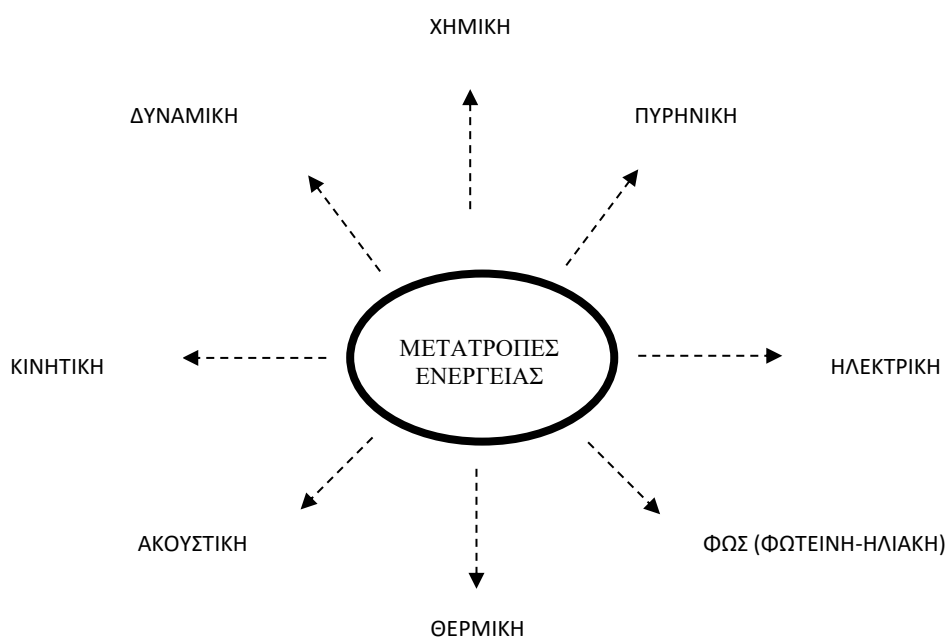 ΧΗΜΙΚΗ
ΔΥΝΑΜΙΚΗ
ΠΥΡΗΝΙΚΗ
ΜΕΤΑΤΡΟΠΕΣ
ΕΝΕΡΓΕΙΑΣ
ΚΙΝΗΤΙΚΗ
ΗΛΕΚΤΡΙΚΗ
ΑΚΟΥΣΤΙΚΗ
ΦΩΣ (ΦΩΤΕΙΝΗ-ΗΛΙΑΚΗ)
ΘΕΡΜΙΚΗ